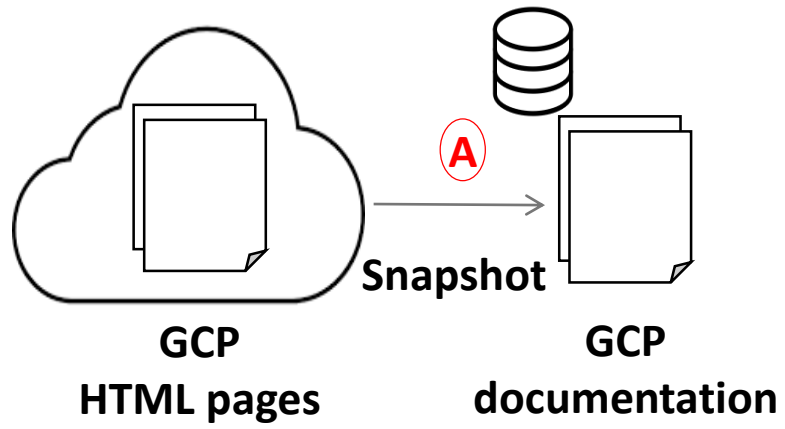 A
Snapshot
GCP
HTML pages
GCP
documentation